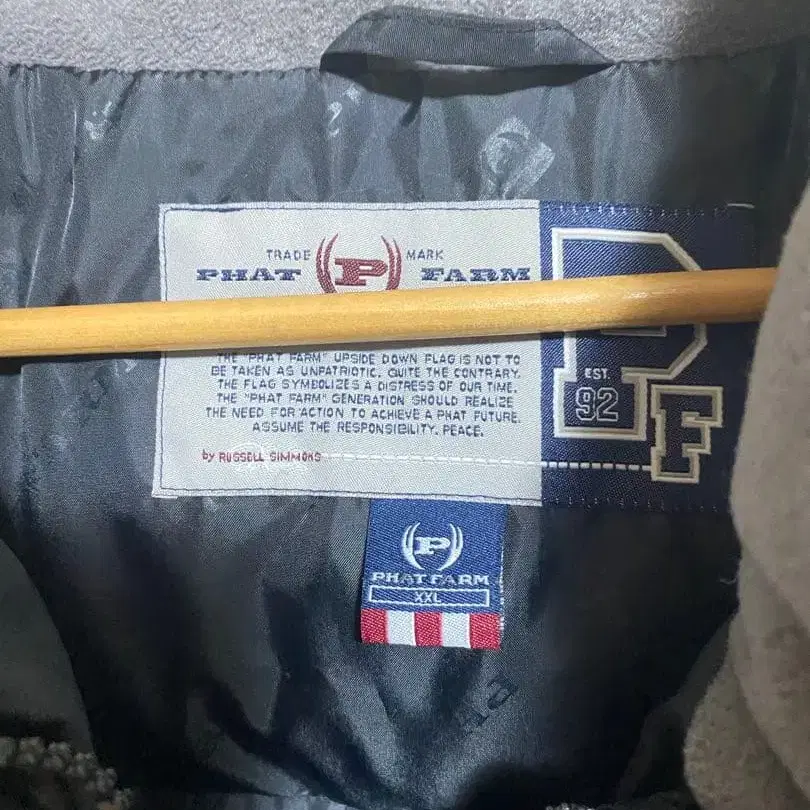 TRADE P MARK
PHAT FARM
THE "PHAT FARM" UPSIDE DOWN FLAG IS NOT TO
BE TAKEN AS UNPATRIOTIC. QUITE THE CONTRARY.
THE FLAG SYMBOLIZES A DISTRESS OF OUR TIME.
THE "PHAT FARM" GENERATION SHOULD REALIZE
THE NEED FOR ACTION TO ACHIEVE A PHAT FUTURE.
ASSUME THE RESPONSIBILITY. PEACE.
by RUSSELL SIMMONS
P
EST.
92
F
P
PHAT FARM
XXL